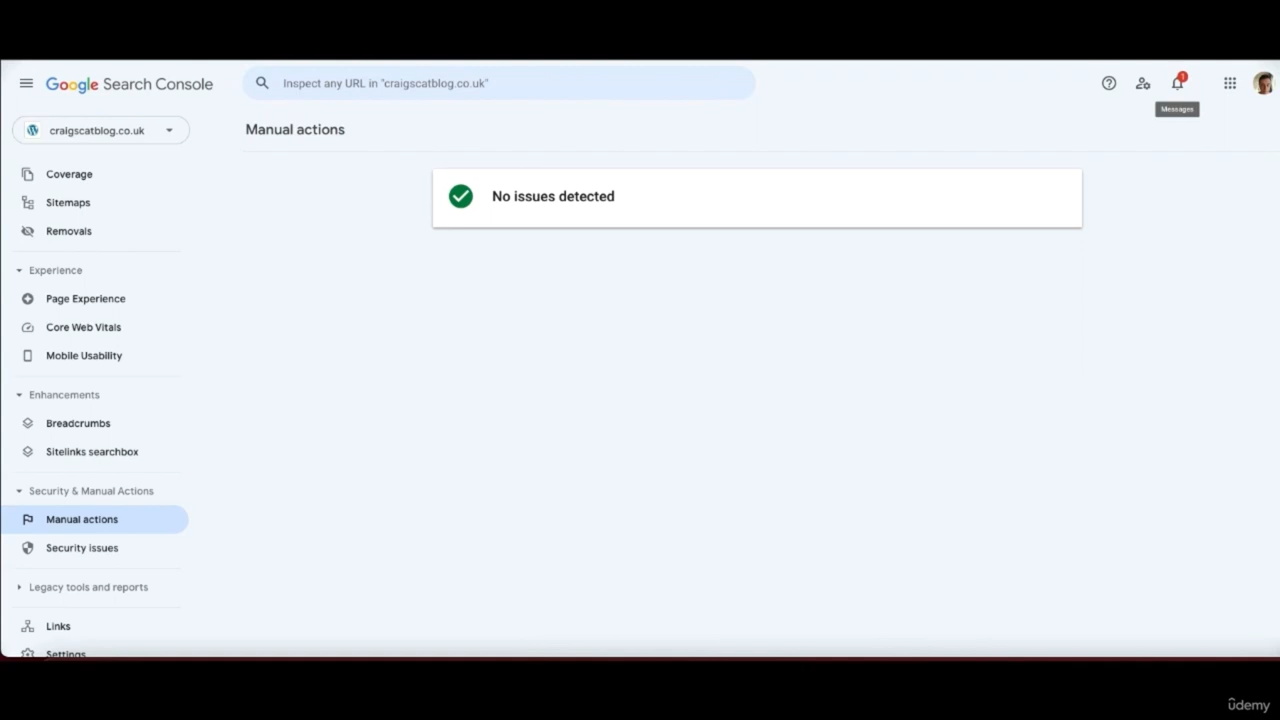 Google Search Console
Inspect any URL in "craigscatblog.co.uk"
1
Messages
craigscatblog.co.uk
Manual actions
No issues detected
Coverage
Sitemaps
Removals
Experience
Page Experience
Core Web Vitals
Mobile Usability
Enhancements
Breadcrumbs
Sitelinks searchbox
Security & Manual Actions
Manual actions
Security issues
Legacy tools and reports
Links
Settings
ûdemy